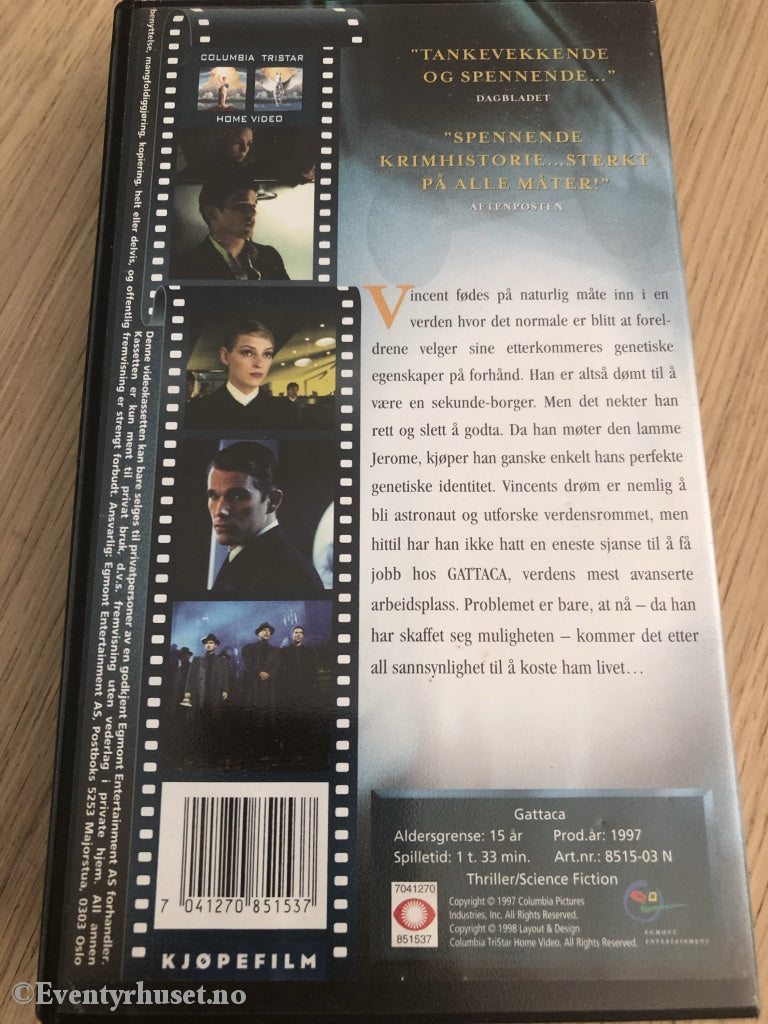 COLUMBIA TRISTAR
HOME VIDEO
"TANKEVEKKENDE
OG SPENNENDE..."
DAGBLADET
"SPENNENDE
KRIMHISTORIE...STERKT
PÅ ALLE MÅTER!"
AFTENPOSTEN
Vincent fødes på naturlig måte inn i en
verden hvor det normale er blitt at forel-
drene velger sine etterkommeres genetiske
egenskaper på forhånd. Han er altså dømt til å
være en sekunde-borger. Men det nekter han
rett og slett å godta. Da han møter den lamme
Jerome, kjøper han ganske enkelt hans perfekte
genetiske identitet. Vincents drøm er nemlig å
bli astronaut og utforske verdensrommet, men
hittil har han ikke hatt en eneste sjanse til å få
jobb hos GATTACA, verdens mest avanserte
arbeidsplass. Problemet er bare, at nå – da han
har skaffet seg muligheten – kommer det etter
all sannsynlighet til å koste ham livet...
Denne videokassetten kan bare selges til privatpersoner av en godkjent Egmont Entertainment AS forhandler.
Kassetten er kun ment til privat bruk, d.v.s. fremvisning uten vederlag i private hjem. All annen
benyttelse, mangfoldiggjøring, kopiering, helt eller delvis, og offentlig fremvisning er strengt forbudt. Ansvarlig: Egmont Entertainment AS, Postboks 5253 Majorstua, 0303 Oslo
7 041270 851537
KJØPEFILM
Gattaca
Aldersgrense: 15 år Prod.år: 1997
Spilletid: 1 t. 33 min. Art.nr.: 8515-03 N
Thriller/Science Fiction
7041270
851537
Copyright © 1997 Columbia Pictures
Industries, Inc. All Rights Reserved.
Copyright © 1998 Layout & Design
Columbia TriStar Home Video. All Rights Reserved.
EGMONT
ENTERTAINMENT
©Eventyrhuset.no